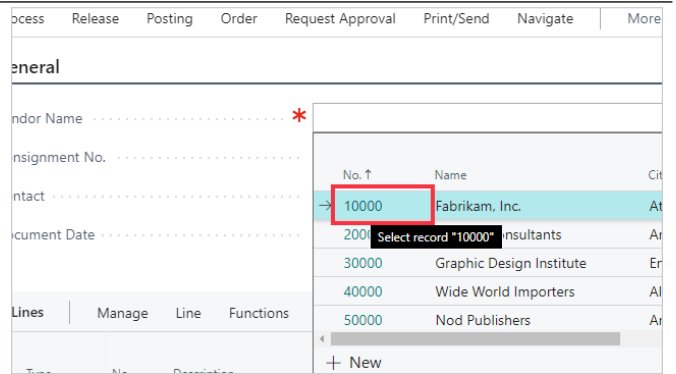 ocess Release Posting Order Request Approval Print/Send Navigate More
eneral
ndor Name *
nsignment No.
No. ↑ Name Cit
ntact
→ 10000 Fabrikam, Inc. At
ocument Date
200 Select record "10000" nsultants Ar
30000 Graphic Design Institute En
40000 Wide World Importers Al
Lines Manage Line Functions
50000 Nod Publishers Ar
+ New